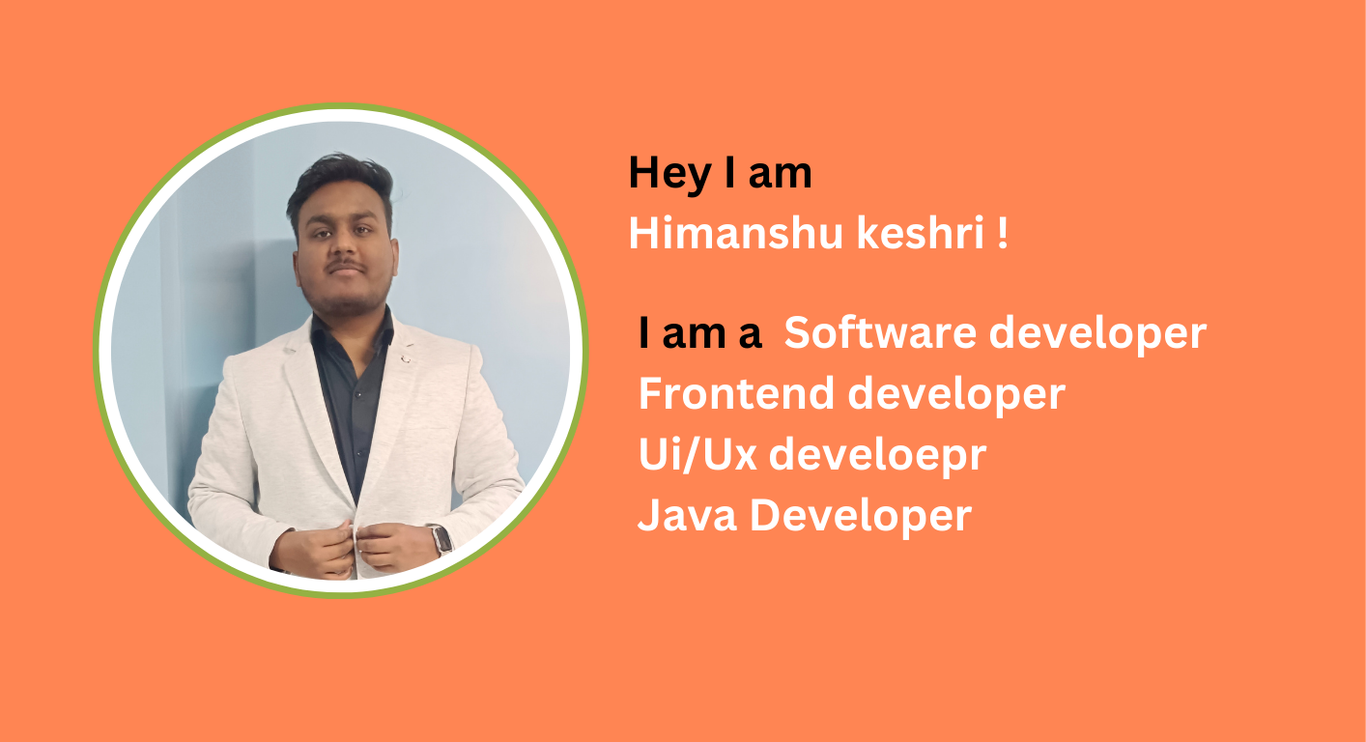 Hey I am
Himanshu keshri !
I am a Software developer
Frontend developer
Ui/Ux develoepr
Java Developer